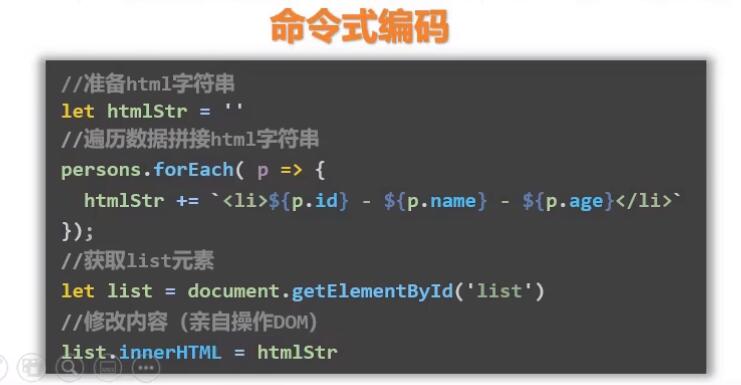 命令式编码
//准备html字符串
let htmlStr = ''
//遍历数据拼接html字符串
persons.forEach( p => {
  htmlStr += `<li>${p.id} - ${p.name} - ${p.age}</li>`
});
//获取list元素
let list = document.getElementById('list')
//修改内容（亲自操作DOM）
list.innerHTML = htmlStr